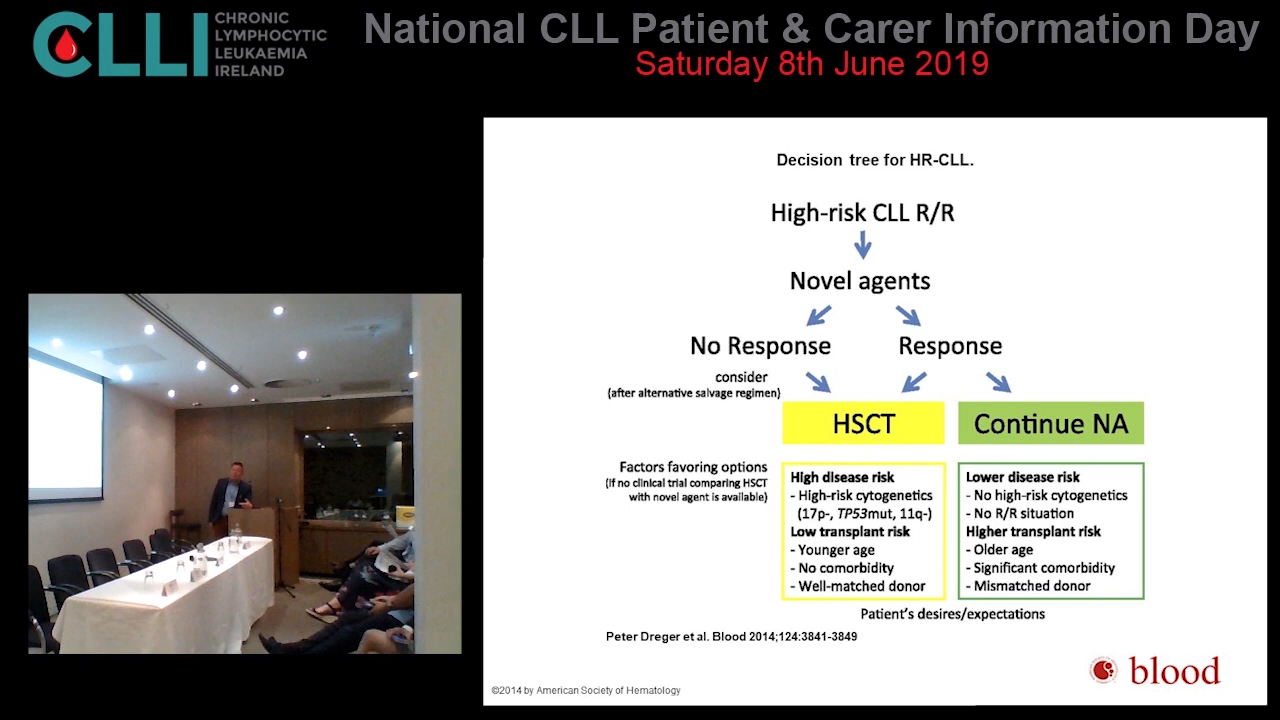 CLLI
CHRONIC
LYMPHOCYTIC
LEUKAEMIA
IRELAND
National CLL Patient & Carer Information Day
Saturday 8th June 2019
Decision tree for HR-CLL.
High-risk CLL R/R
Novel agents
No Response
Response
consider
(after alternative salvage regimen)
HSCT
Continue NA
Factors favoring options
(if no clinical trial comparing HSCT
with novel agent is available)
High disease risk
- High-risk cytogenetics
(17p-, TP53mut, 11q-)
Low transplant risk
- Younger age
- No comorbidity
- Well-matched donor
Lower disease risk
- No high-risk cytogenetics
- No R/R situation
Higher transplant risk
- Older age
- Significant comorbidity
- Mismatched donor
Patient's desires/expectations
Peter Dreger et al. Blood 2014;124:3841-3849
blood
©2014 by American Society of Hematology